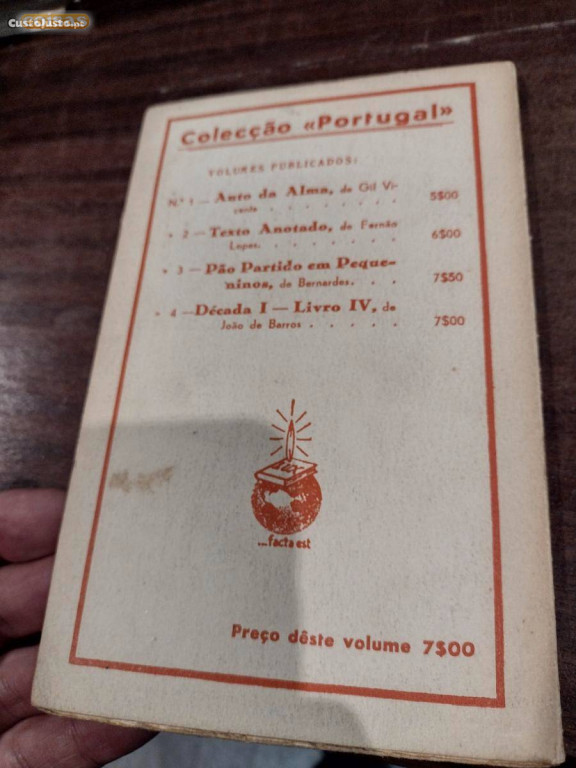 coisas
CustoJusto.pt
Colecção «Portugal»
VOLUMES PUBLICADOS:
N.º 1 — Auto da Alma, de Gil Vi-
cente . . . . . . . . 5$00
» 2 — Texto Anotado, de Fernão
Lopes. . . . . . . . 6$00
» 3 — Pão Partido em Peque-
ninos, de Bernardes. . . 7$50
» 4 — Década I — Livro IV, de
João de Barros . . . . . 7$00
...facta est
Preço dêste volume 7$00